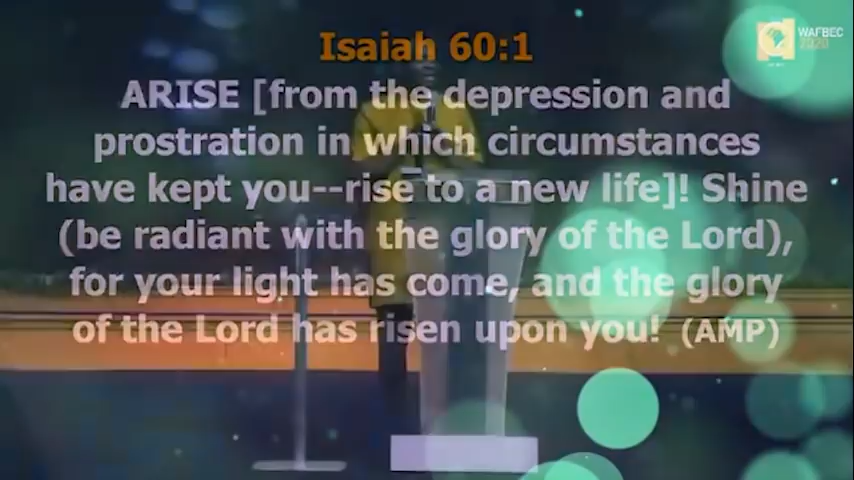 Isaiah 60:1
WAFBEC
2020
ARISE [from the depression and
prostration in which circumstances
have kept you--rise to a new life]! Shine
(be radiant with the glory of the Lord),
for your light has come, and the glory
of the Lord has risen upon you! (AMP)